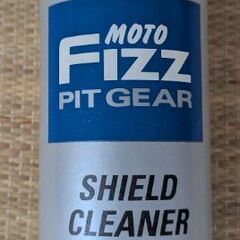 MOTO
FIZZ
PIT GEAR
SHIELD
CLEANER